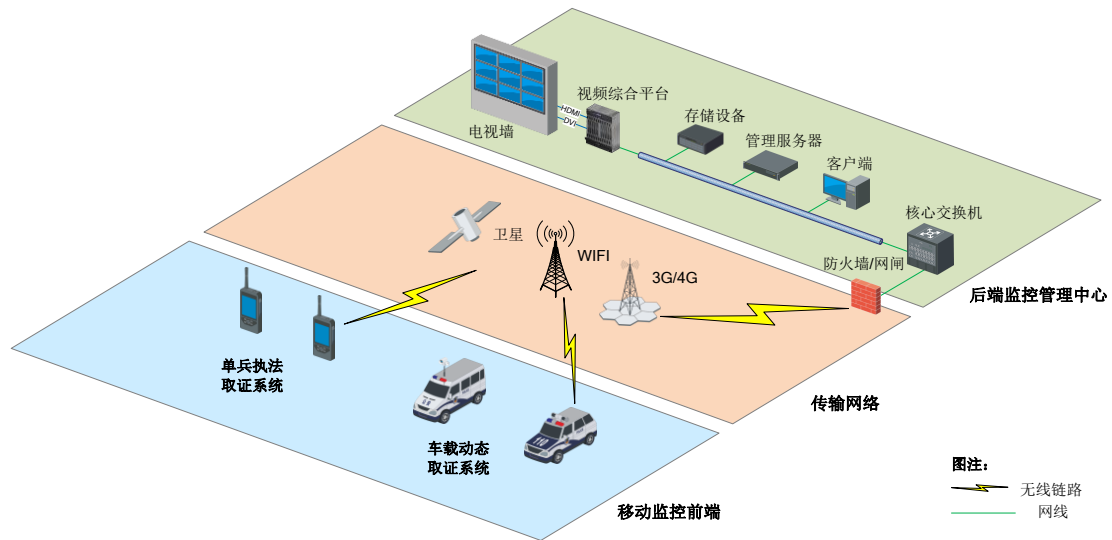 视频综合平台
HDMI
DVI
电视墙
存储设备
管理服务器
客户端
核心交换机
防火墙/网闸
后端监控管理中心
卫星
WIFI
3G/4G
传输网络
单兵执法
取证系统
车载动态
取证系统
110
移动监控前端
图注：
无线链路
网线